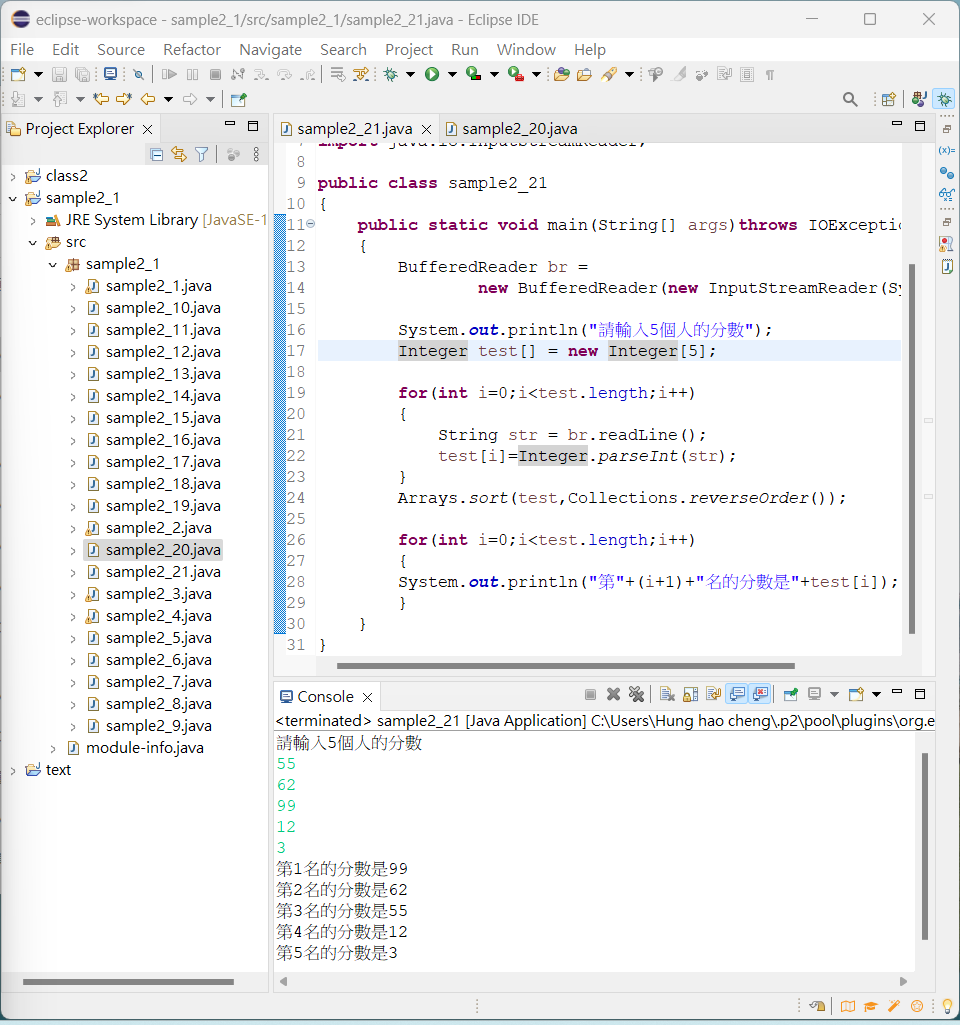 eclipse-workspace - sample2_1/src/sample2_1/sample2_21.java - Eclipse IDE
File Edit Source Refactor Navigate Search Project Run Window Help
Project Explorer
class2
sample2_1
JRE System Library [JavaSE-1
src
sample2_1
sample2_1.java
sample2_10.java
sample2_11.java
sample2_12.java
sample2_13.java
sample2_14.java
sample2_15.java
sample2_16.java
sample2_17.java
sample2_18.java
sample2_19.java
sample2_2.java
sample2_20.java
sample2_21.java
sample2_3.java
sample2_4.java
sample2_5.java
sample2_6.java
sample2_7.java
sample2_8.java
sample2_9.java
module-info.java
text
sample2_21.java sample2_20.java
7 import java.io.InputStreamReader;
8
9 public class sample2_21
10 {
11 public static void main(String[] args)throws IOExceptio
12 {
13 BufferedReader br =
14 new BufferedReader(new InputStreamReader(Sy
15
16 System.out.println("請輸入5個人的分數");
17 Integer test[] = new Integer[5];
18
19 for(int i=0;i<test.length;i++)
20 {
21 String str = br.readLine();
22 test[i]=Integer.parseInt(str);
23 }
24 Arrays.sort(test,Collections.reverseOrder());
25
26 for(int i=0;i<test.length;i++)
27 {
28 System.out.println("第"+(i+1)+"名的分數是"+test[i]);
29 }
30 }
31 }
Console
<terminated> sample2_21 [Java Application] C:\Users\Hung hao cheng\.p2\pool\plugins\org.e
請輸入5個人的分數
55
62
99
12
3
第1名的分數是99
第2名的分數是62
第3名的分數是55
第4名的分數是12
第5名的分數是3